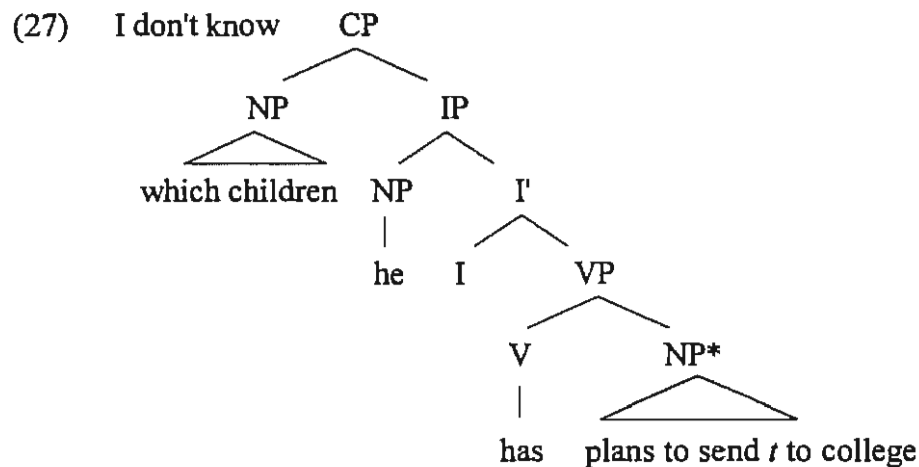 (27) I don't know CP
NP IP
which children NP I'
he I VP
V NP*
has plans to send t to college